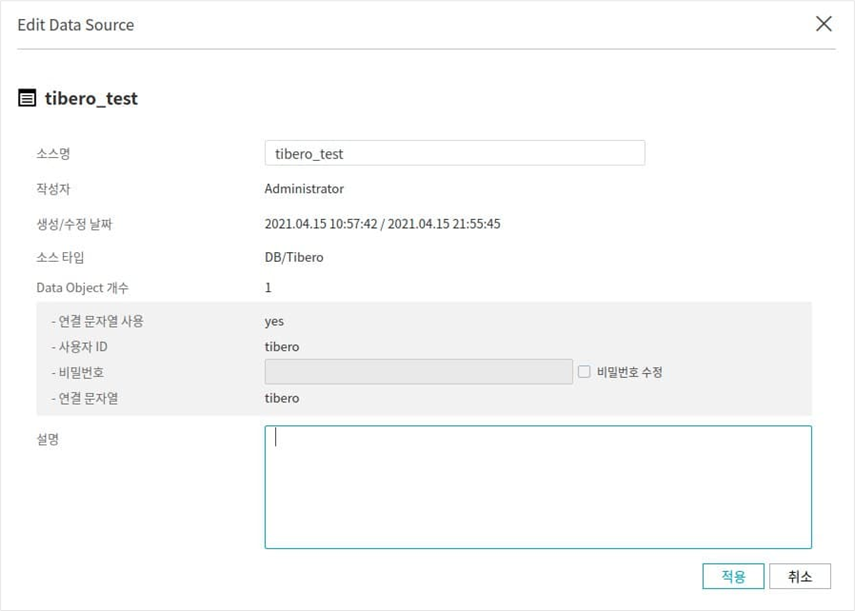 Edit Data Source
tibero_test
소스명 tibero_test
작성자 Administrator
생성/수정 날짜 2021.04.15 10:57:42 / 2021.04.15 21:55:45
소스 타입 DB/Tibero
Data Object 개수 1
- 연결 문자열 사용 yes
- 사용자 ID tibero
- 비밀번호 비밀번호 수정
- 연결 문자열 tibero
설명
적용 취소